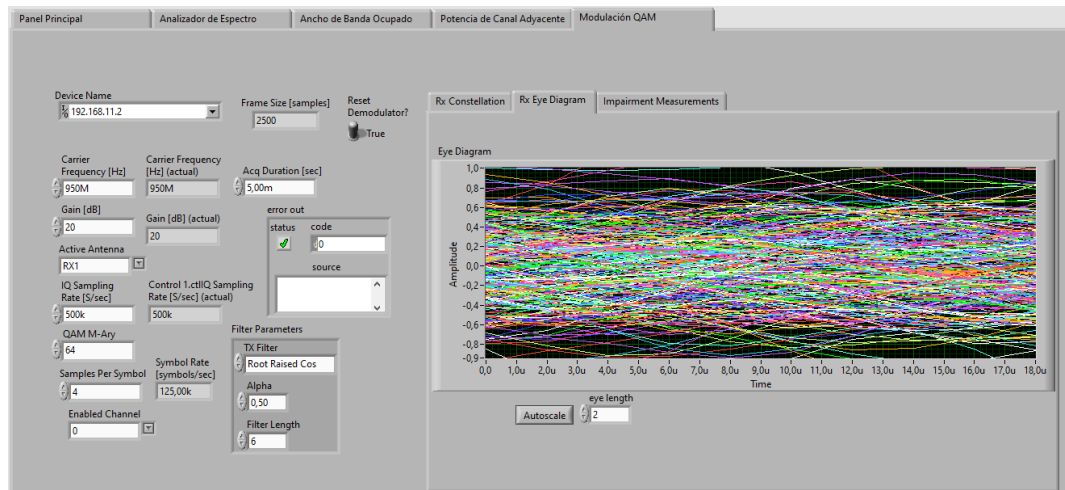 Panel Principal
Analizador de Espectro
Ancho de Banda Ocupado
Potencia de Canal Adyacente
Modulación QAM
Device Name
192.168.11.2
Frame Size [samples]
2500
Reset
Demodulator?
True
Carrier
Frequency [Hz]
950M
Carrier Frequency
[Hz] (actual)
950M
Acq Duration [sec]
5,00m
Gain [dB]
20
Gain [dB] (actual)
20
Active Antenna
RX1
error out
status
code
0
source
IQ Sampling
Rate [S/sec]
500k
Control 1.ctlIQ Sampling
Rate [S/sec] (actual)
500k
QAM M-Ary
64
Samples Per Symbol
4
Symbol Rate
[symbols/sec]
125,00k
Enabled Channel
0
Filter Parameters
TX Filter
Root Raised Cos
Alpha
0,50
Filter Length
6
Rx Constellation
Rx Eye Diagram
Impairment Measurements
Eye Diagram
Amplitude
1,0
0,8
0,6
0,4
0,2
0,0
-0,2
-0,4
-0,6
-0,8
-0,9
0,0 1,0u 2,0u 3,0u 4,0u 5,0u 6,0u 7,0u 8,0u 9,0u 10,0u 11,0u 12,0u 13,0u 14,0u 15,0u 16,0u 17,0u 18,0u
Time
Autoscale
eye length
2